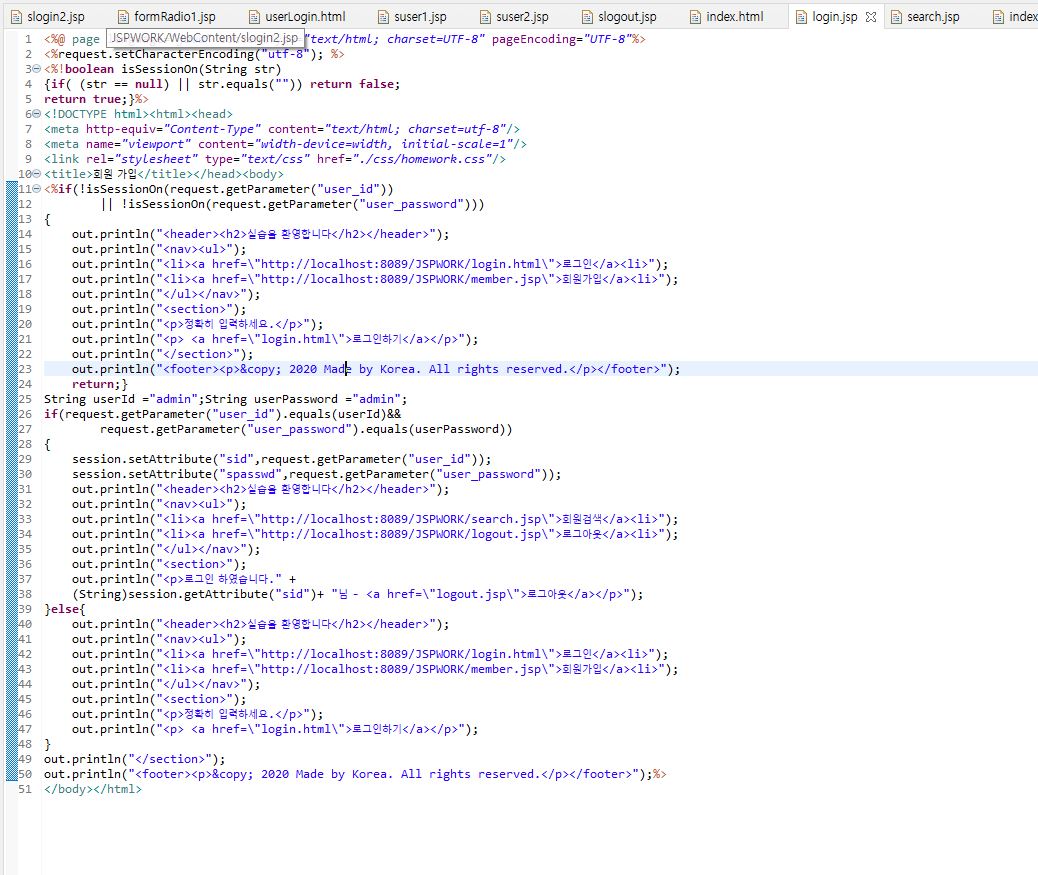 slogin2.jsp formRadio1.jsp userLogin.html suser1.jsp suser2.jsp slogout.jsp index.html login.jsp search.jsp index
JSPWORK/WebContent/slogin2.jsp
1 <%@ page "text/html; charset=UTF-8" pageEncoding="UTF-8"%>
2 <%request.setCharacterEncoding("utf-8"); %>
3 <%!boolean isSessionOn(String str)
4 {if( (str == null) || str.equals("")) return false;
5 return true;}%>
6 <!DOCTYPE html><html><head>
7 <meta http-equiv="Content-Type" content="text/html; charset=utf-8"/>
8 <meta name="viewport" content="width-device=width, initial-scale=1"/>
9 <link rel="stylesheet" type="text/css" href="./css/homework.css"/>
10 <title>회원 가입</title></head><body>
11 <%if(!isSessionOn(request.getParameter("user_id"))
12 || !isSessionOn(request.getParameter("user_password")))
13 {
14 out.println("<header><h2>실습을 환영합니다</h2></header>");
15 out.println("<nav><ul>");
16 out.println("<li><a href=\"http://localhost:8089/JSPWORK/login.html\">로그인</a><li>");
17 out.println("<li><a href=\"http://localhost:8089/JSPWORK/member.jsp\">회원가입</a><li>");
18 out.println("</ul></nav>");
19 out.println("<section>");
20 out.println("<p>정확히 입력하세요.</p>");
21 out.println("<p> <a href=\"login.html\">로그인하기</a></p>");
22 out.println("</section>");
23 out.println("<footer><p>&copy; 2020 Made by Korea. All rights reserved.</p></footer>");
24 return;}
25 String userId ="admin";String userPassword ="admin";
26 if(request.getParameter("user_id").equals(userId)&&
27 request.getParameter("user_password").equals(userPassword))
28 {
29 session.setAttribute("sid",request.getParameter("user_id"));
30 session.setAttribute("spasswd",request.getParameter("user_password"));
31 out.println("<header><h2>실습을 환영합니다</h2></header>");
32 out.println("<nav><ul>");
33 out.println("<li><a href=\"http://localhost:8089/JSPWORK/search.jsp\">회원검색</a><li>");
34 out.println("<li><a href=\"http://localhost:8089/JSPWORK/logout.jsp\">로그아웃</a><li>");
35 out.println("</ul></nav>");
36 out.println("<section>");
37 out.println("<p>로그인 하였습니다." +
38 (String)session.getAttribute("sid")+ "님 - <a href=\"logout.jsp\">로그아웃</a></p>");
39 }else{
40 out.println("<header><h2>실습을 환영합니다</h2></header>");
41 out.println("<nav><ul>");
42 out.println("<li><a href=\"http://localhost:8089/JSPWORK/login.html\">로그인</a><li>");
43 out.println("<li><a href=\"http://localhost:8089/JSPWORK/member.jsp\">회원가입</a><li>");
44 out.println("</ul></nav>");
45 out.println("<section>");
46 out.println("<p>정확히 입력하세요.</p>");
47 out.println("<p> <a href=\"login.html\">로그인하기</a></p>");
48 }
49 out.println("</section>");
50 out.println("<footer><p>&copy; 2020 Made by Korea. All rights reserved.</p></footer>");%>
51 </body></html>